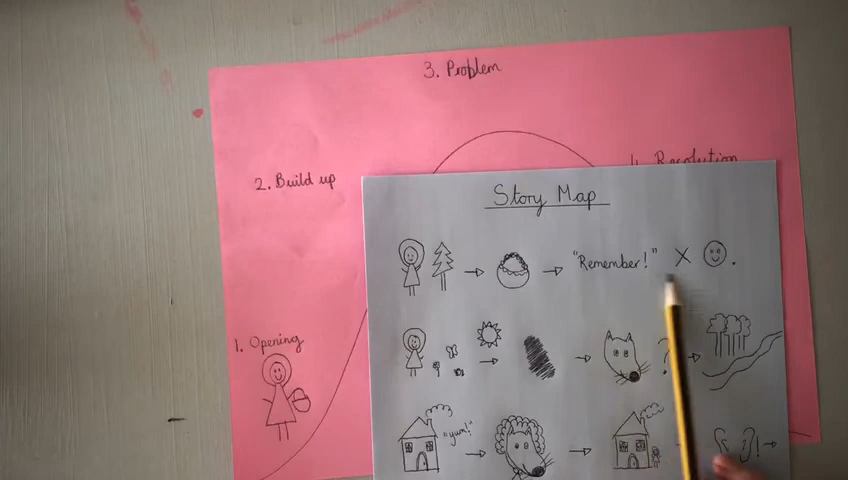 3. Problem
2. Build up
4. Resolution
1. Opening
Story Map
"Remember!" X
?
"yum!"
!